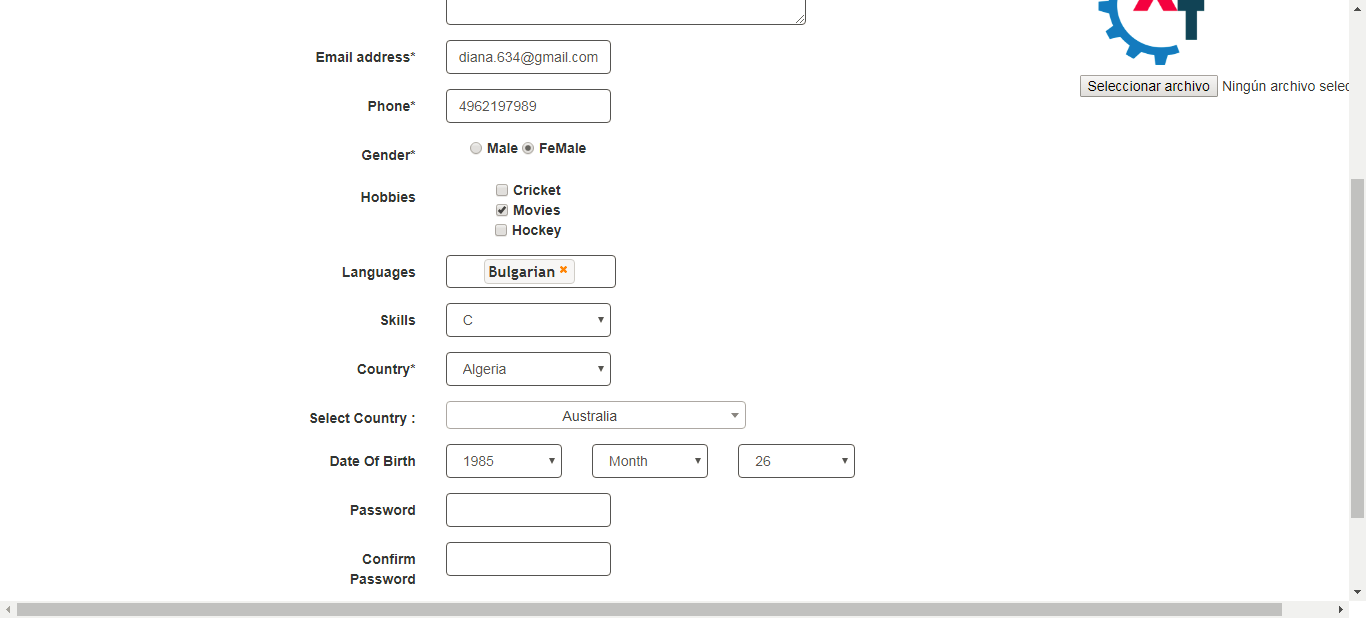 Email address* diana.634@gmail.com
Seleccionar archivo Ningún archivo selec
Phone* 4962197989
Gender* Male FeMale
Hobbies Cricket
Movies
Hockey
Languages Bulgarian
Skills C
Country* Algeria
Select Country : Australia
Date Of Birth 1985 Month 26
Password
Confirm
Password